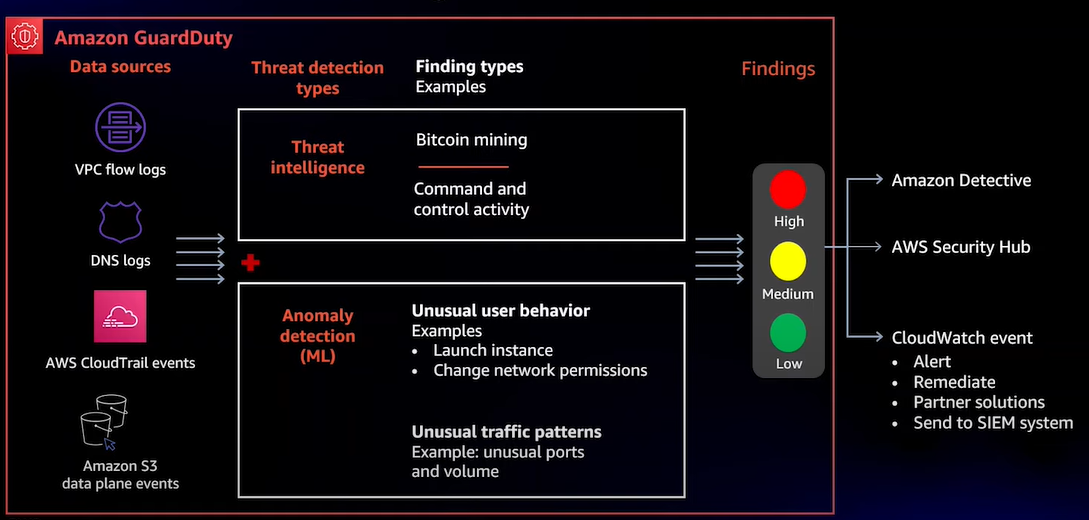 Amazon GuardDuty
Data sources
VPC flow logs
DNS logs
AWS CloudTrail events
Amazon S3
data plane events
Threat detection
types
Finding types
Examples
Threat
intelligence
Bitcoin mining
Command and
control activity
Anomaly
detection
(ML)
Unusual user behavior
Examples
• Launch instance
• Change network permissions
Unusual traffic patterns
Example: unusual ports
and volume
Findings
High
Medium
Low
Amazon Detective
AWS Security Hub
CloudWatch event
• Alert
• Remediate
• Partner solutions
• Send to SIEM system